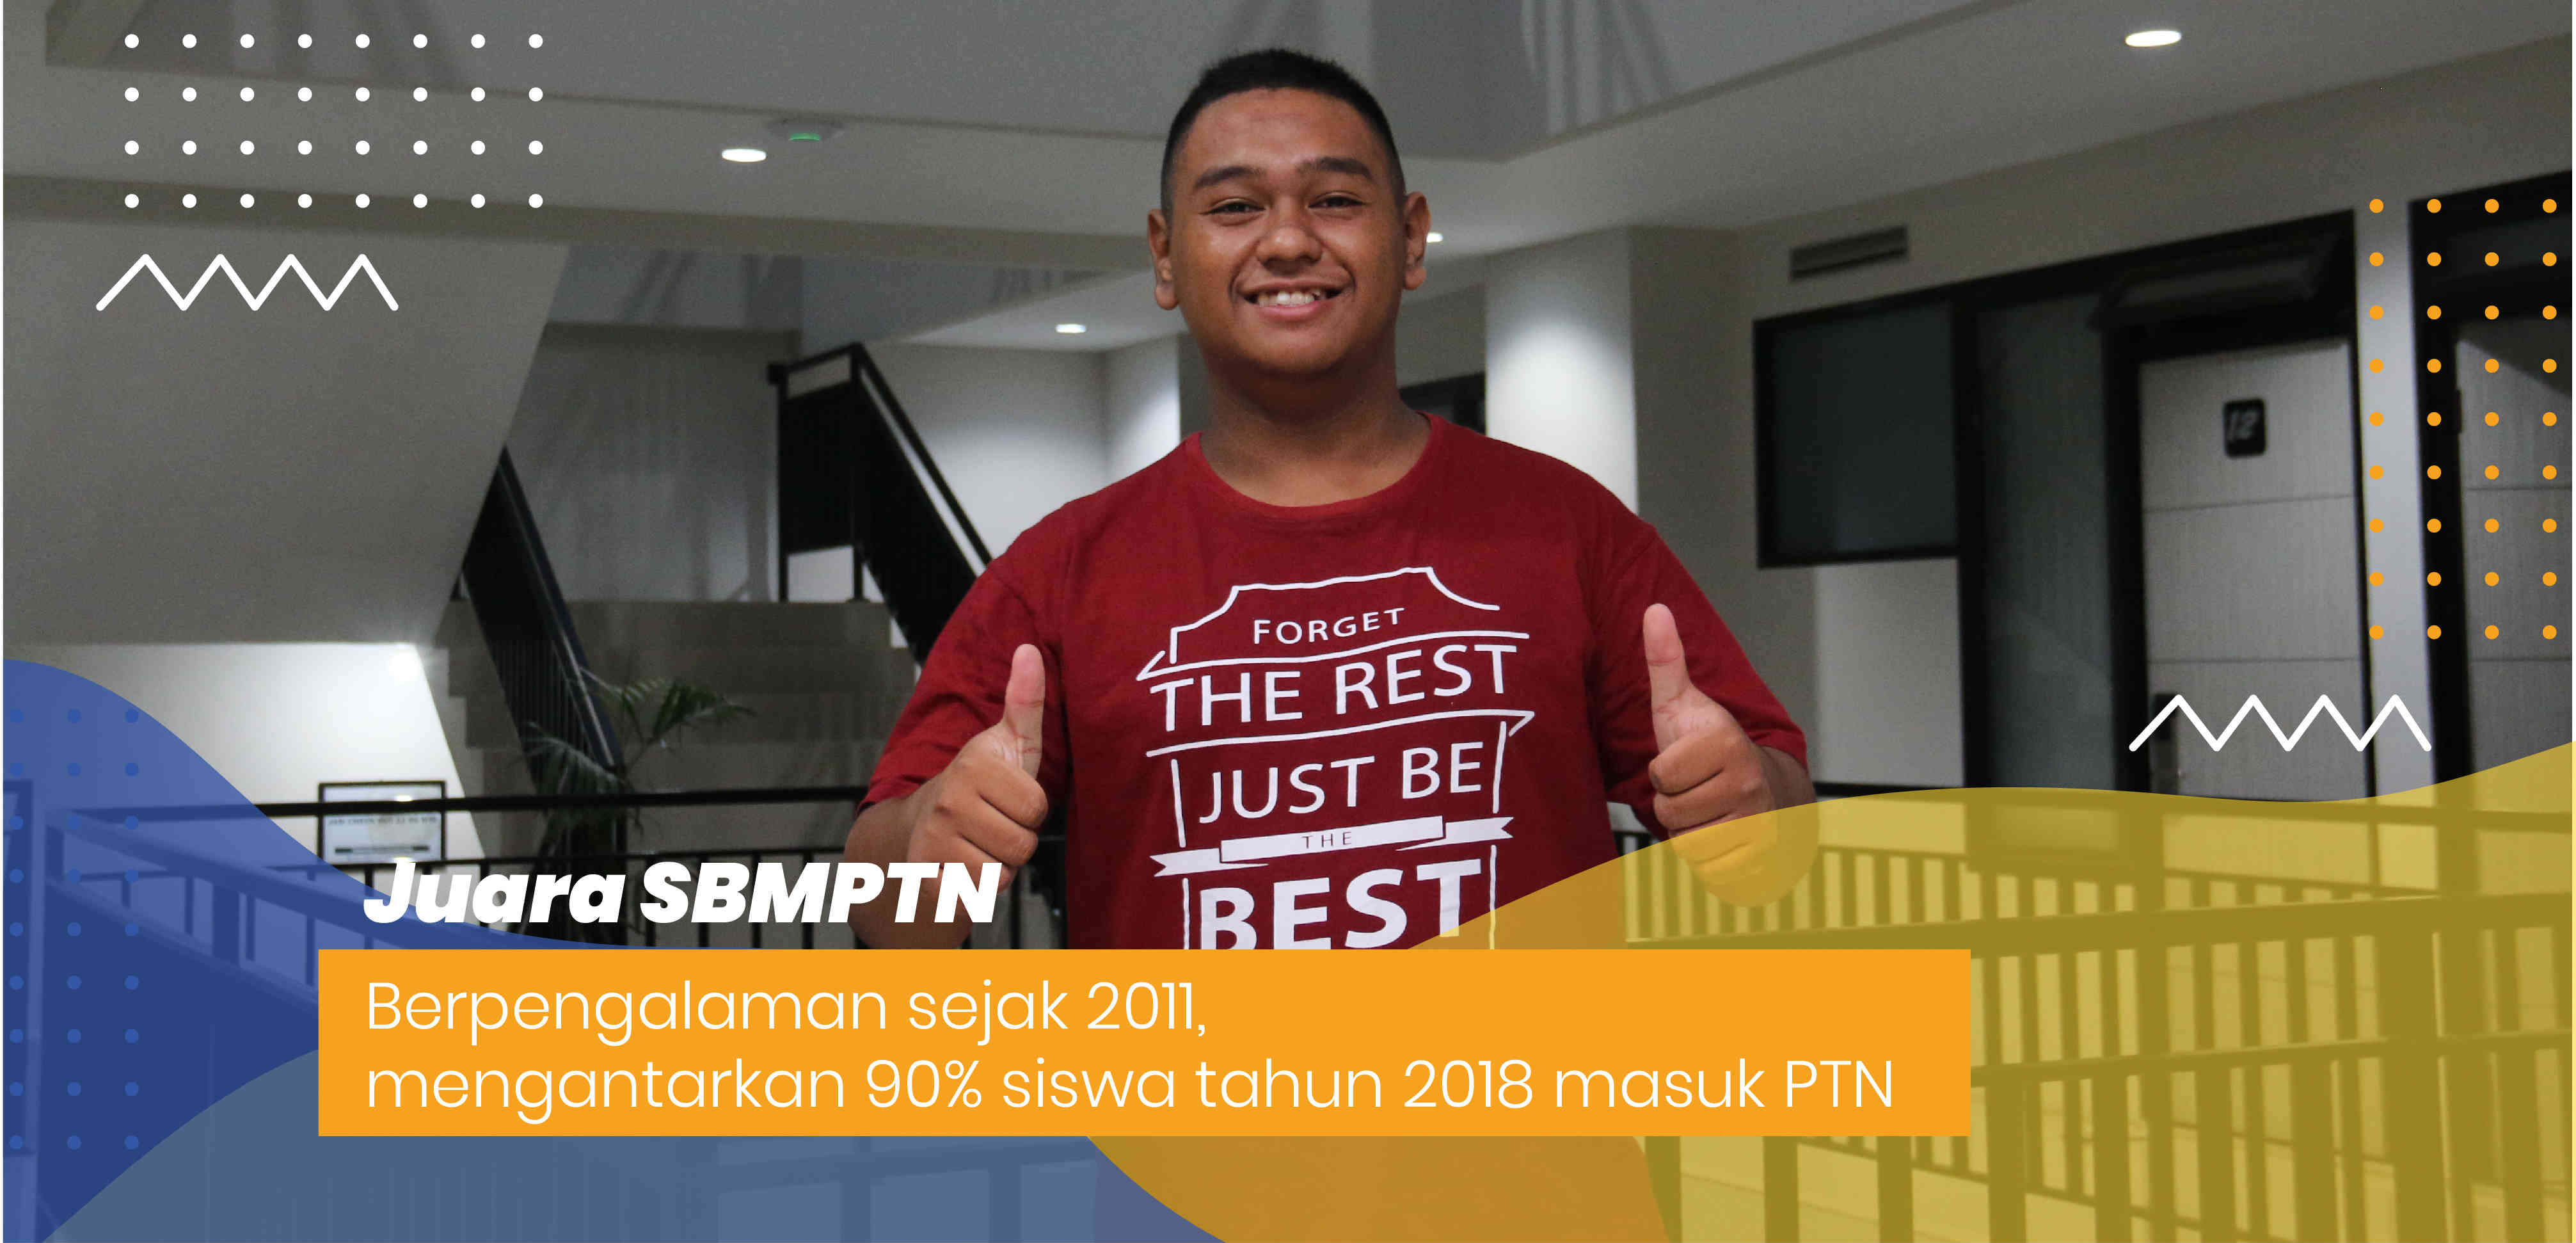 12
FORGET
THE REST
JUST BE
THE
BEST
Juara SBMPTN
Berpengalaman sejak 2011,
mengantarkan 90% siswa tahun 2018 masuk PTN